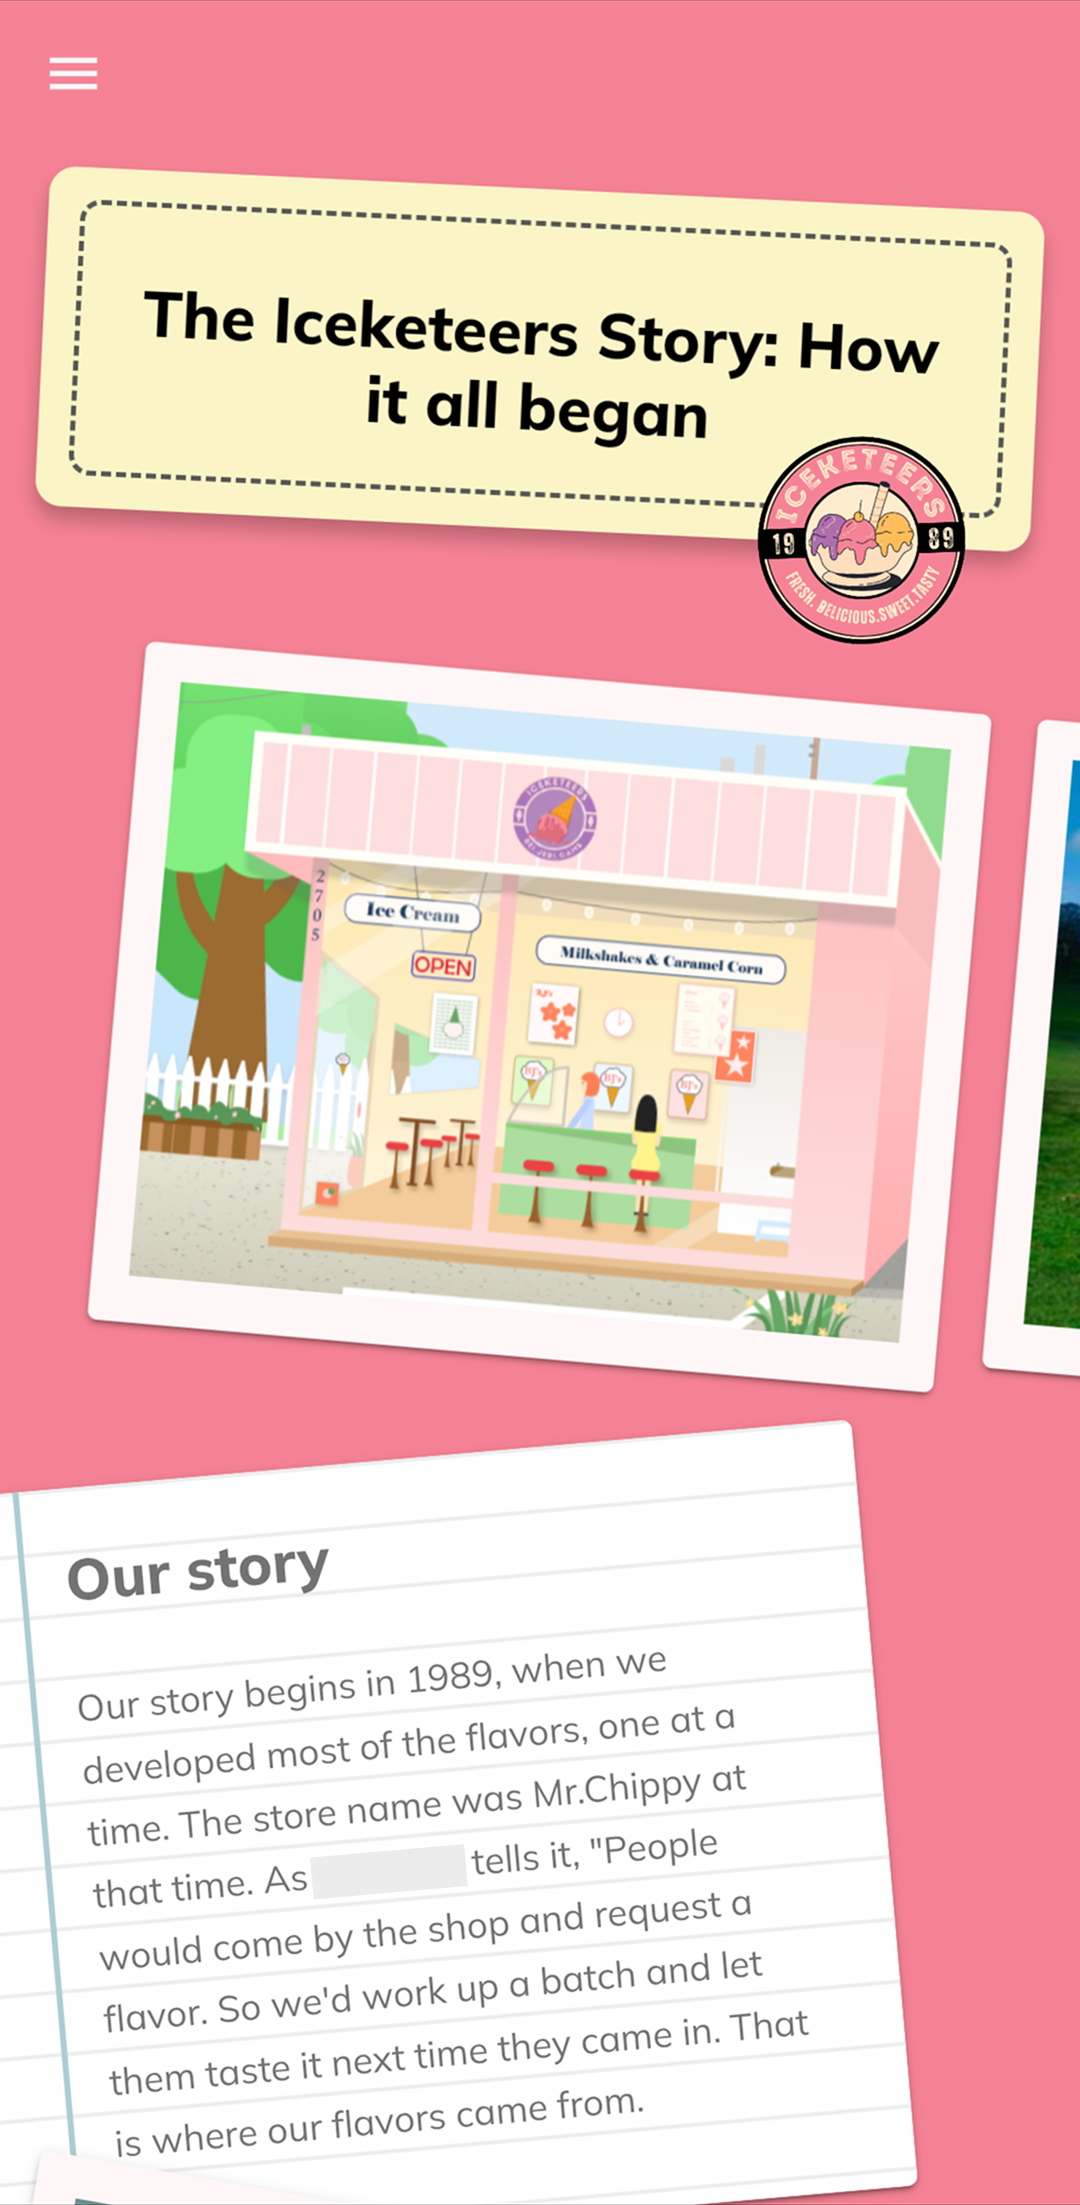 The Iceketeers Story: How
it all began
ICEKETEERS
19 89
FRESH. DELICIOUS.SWEET.TASTY
ICEKETEERS
2705
Ice Cream
OPEN
Milkshakes & Caramel Corn
BJ's
BJ's
BJ's
Our story
Our story begins in 1989, when we
developed most of the flavors, one at a
time. The store name was Mr.Chippy at
that time. As tells it, "People
would come by the shop and request a
flavor. So we'd work up a batch and let
them taste it next time they came in. That
is where our flavors came from.